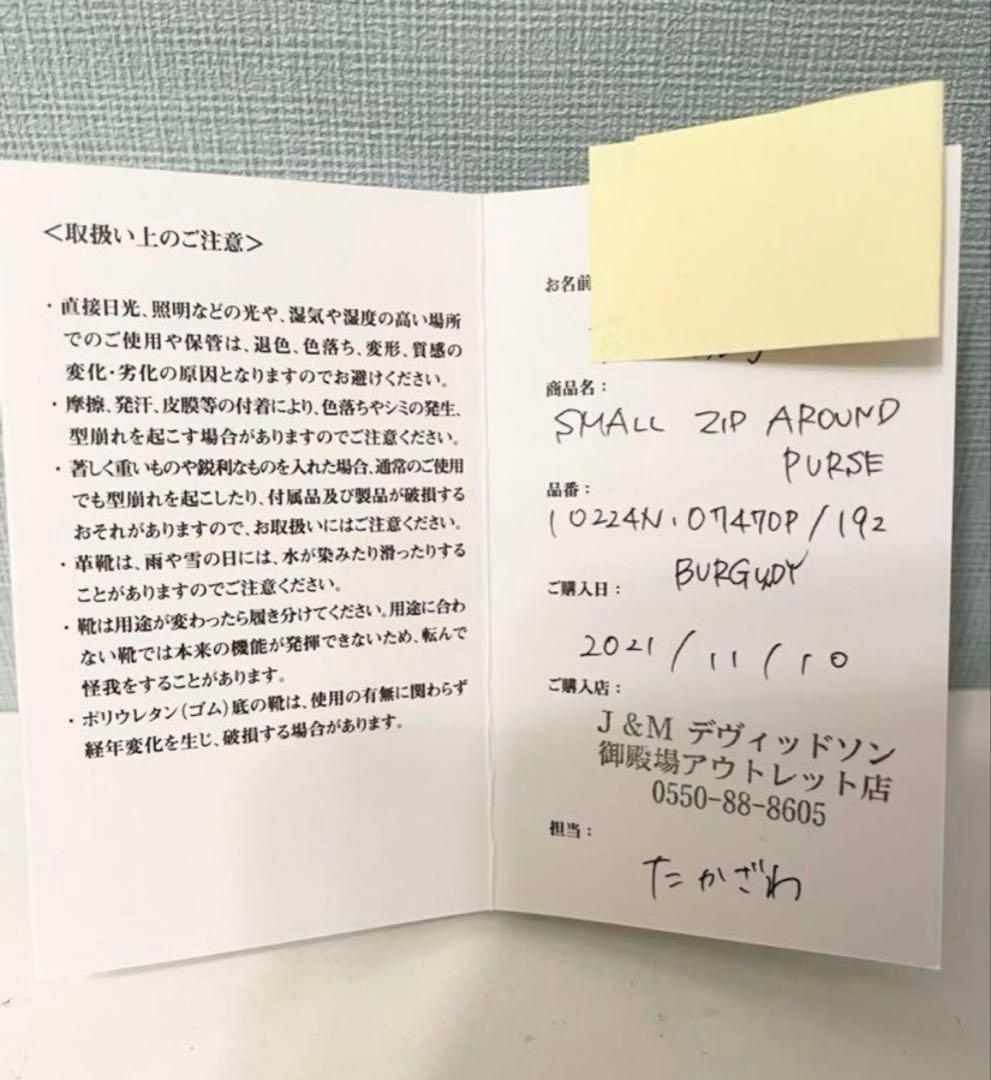 ＜取扱い上のご注意＞
・直接日光、照明などの光や、湿気や湿度の高い場所
でのご使用や保管は、退色、色落ち、変形、質感の
変化・劣化の原因となりますのでお避けください。
・摩擦、発汗、皮膜等の付着により、色落ちやシミの発生、
型崩れを起こす場合がありますのでご注意ください。
・著しく重いものや鋭利なものを入れた場合、通常のご使用
でも型崩れを起こしたり、付属品及び製品が破損する
おそれがありますので、お取扱いにはご注意ください。
・革靴は、雨や雪の日には、水が染みたり滑ったりする
ことがありますのでご注意ください。
・靴は用途が変わったら履き分けてください。用途に合わ
ない靴では本来の機能が発揮できないため、転んで
怪我をすることがあります。
・ポリウレタン（ゴム）底の靴は、使用の有無に関わらず
経年変化を生じ、破損する場合があります。
お名前
商品名：
SMALL ZIP AROUND
PURSE
品番：
10224N.07470P/192
BURGUDY
ご購入日：
2021/11/10
ご購入店：
J&M デヴィッドソン
御殿場アウトレット店
0550-88-8605
担当：
たかざわ